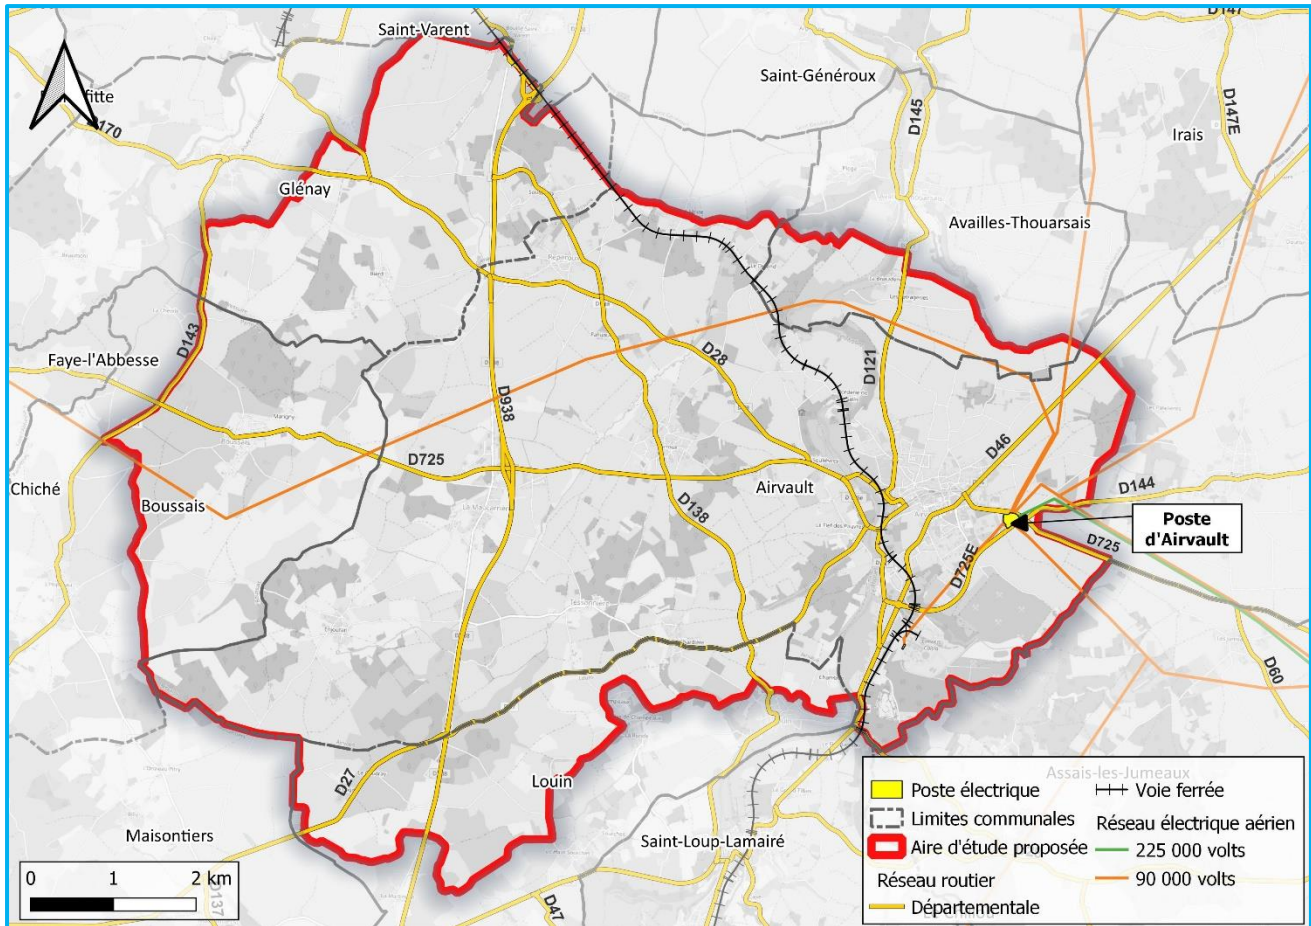 Saint-Varent
D147
Saint-Généroux
D145
D147E
Irais
D170
Glénay
Availles-Thouarsais
D143
Faye-l'Abbesse
D28
D121
D938
D46
D725
Chiché
Boussais
Airvault
D144
D138
Poste
d'Airvault
D725
D725E
D60
D27
Louin
Maisontiers
Saint-Loup-Lamairé
D137
D47
Assais-les-Jumeaux
Poste électrique
Limites communales
Aire d'étude proposée
Réseau routier
Départementale
Voie ferrée
Réseau électrique aérien
225 000 volts
90 000 volts
0 1 2 km